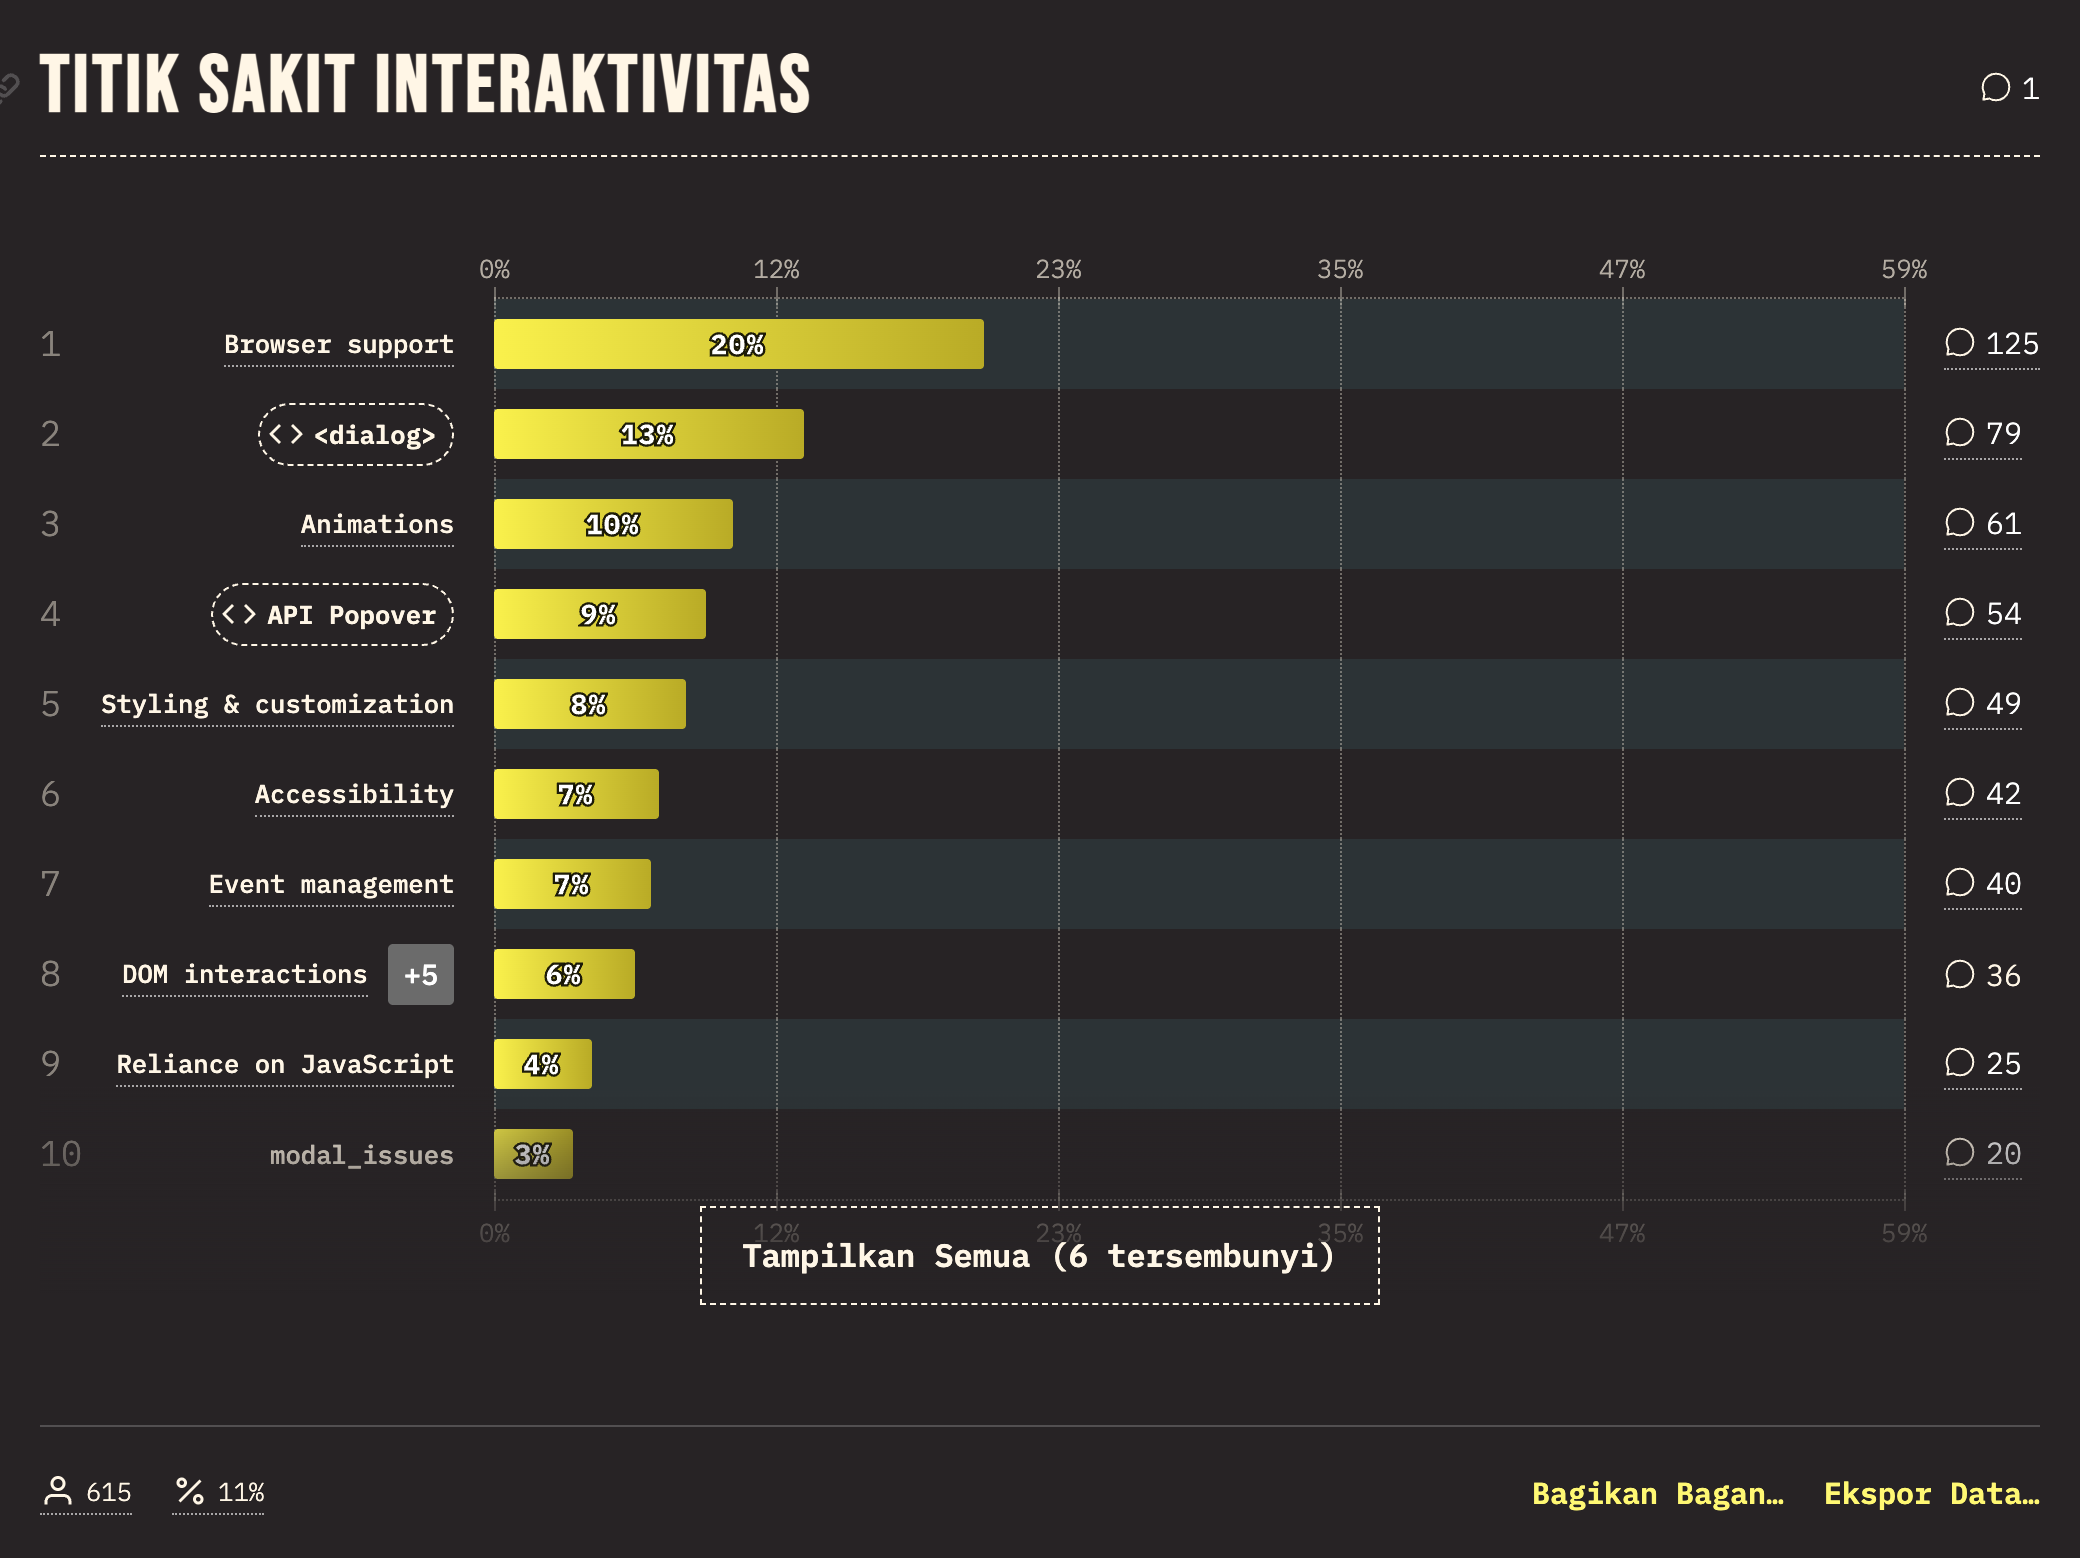 TITIK SAKIT INTERAKTIVITAS
1
0% 12% 23% 35% 47% 59%
1 Browser support 20% 125
2 <> <dialog> 13% 79
3 Animations 10% 61
4 <> API Popover 9% 54
5 Styling & customization 8% 49
6 Accessibility 7% 42
7 Event management 7% 40
8 DOM interactions +5 6% 36
9 Reliance on JavaScript 4% 25
10 modal_issues 3% 20
0% 12% 23% 35% 47% 59%
Tampilkan Semua (6 tersembunyi)
615 % 11% Bagikan Bagan… Ekspor Data…